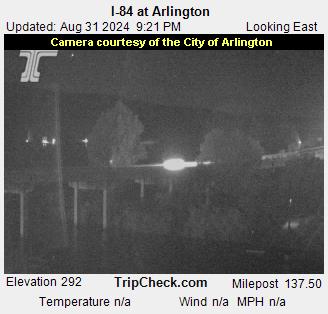 I-84 at Arlington
Updated: Aug 31 2024 9:21 PM Looking East
Camera courtesy of the City of Arlington
Elevation 292 TripCheck.com Milepost 137.50
Temperature n/a Wind n/a MPH n/a